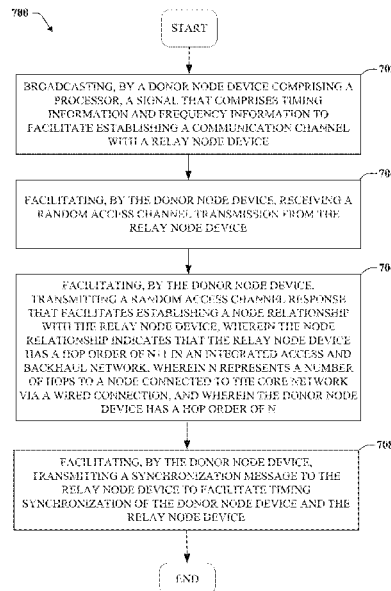 700
START
702
BROADCASTING, BY A DONOR NODE DEVICE COMPRISING A
PROCESSOR, A SIGNAL THAT COMPRISES TIMING
INFORMATION AND FREQUENCY INFORMATION TO
FACILITATE ESTABLISHING A COMMUNICATION CHANNEL
WITH A RELAY NODE DEVICE
70
FACILITATING, BY THE DONOR NODE DEVICE, RECEIVING A
RANDOM ACCESS CHANNEL TRANSMISSION FROM THE
RELAY NODE DEVICE
70
FACILITATING, BY THE DONOR NODE DEVICE,
TRANSMITTING A RANDOM ACCESS CHANNEL RESPONSE
THAT FACILITATES ESTABLISHING A NODE RELATIONSHIP
WITH THE RELAY NODE DEVICE, WHEREIN THE NODE
RELATIONSHIP INDICATES THAT THE RELAY NODE DEVICE
HAS A HOP ORDER OF N+1 IN AN INTEGRATED ACCESS AND
BACKHAUL NETWORK, WHEREIN N REPRESENTS A NUMBER
OF HOPS TO A NODE CONNECTED TO THE CORE NETWORK
VIA A WIRED CONNECTION, AND WHEREIN THE DONOR NODE
DEVICE HAS A HOP ORDER OF N
708
FACILITATING, BY THE DONOR NODE DEVICE,
TRANSMITTING A SYNCHRONIZATION MESSAGE TO THE
RELAY NODE DEVICE TO FACILITATE TIMING
SYNCHRONIZATION OF THE DONOR NODE DEVICE AND THE
RELAY NODE DEVICE
END